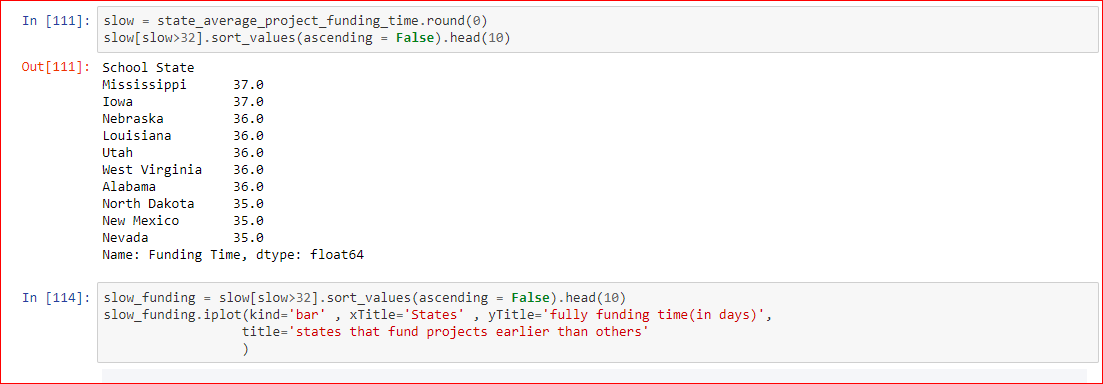 In [111]: slow = state_average_project_funding_time.round(0)
slow[slow>32].sort_values(ascending = False).head(10)
Out[111]: School State
Mississippi      37.0
Iowa             37.0
Nebraska         36.0
Louisiana        36.0
Utah             36.0
West Virginia    36.0
Alabama          36.0
North Dakota     35.0
New Mexico       35.0
Nevada           35.0
Name: Funding Time, dtype: float64
In [114]: slow_funding = slow[slow>32].sort_values(ascending = False).head(10)
slow_funding.iplot(kind='bar' , xTitle='States' , yTitle='fully funding time(in days)',
title='states that fund projects earlier than others'
)